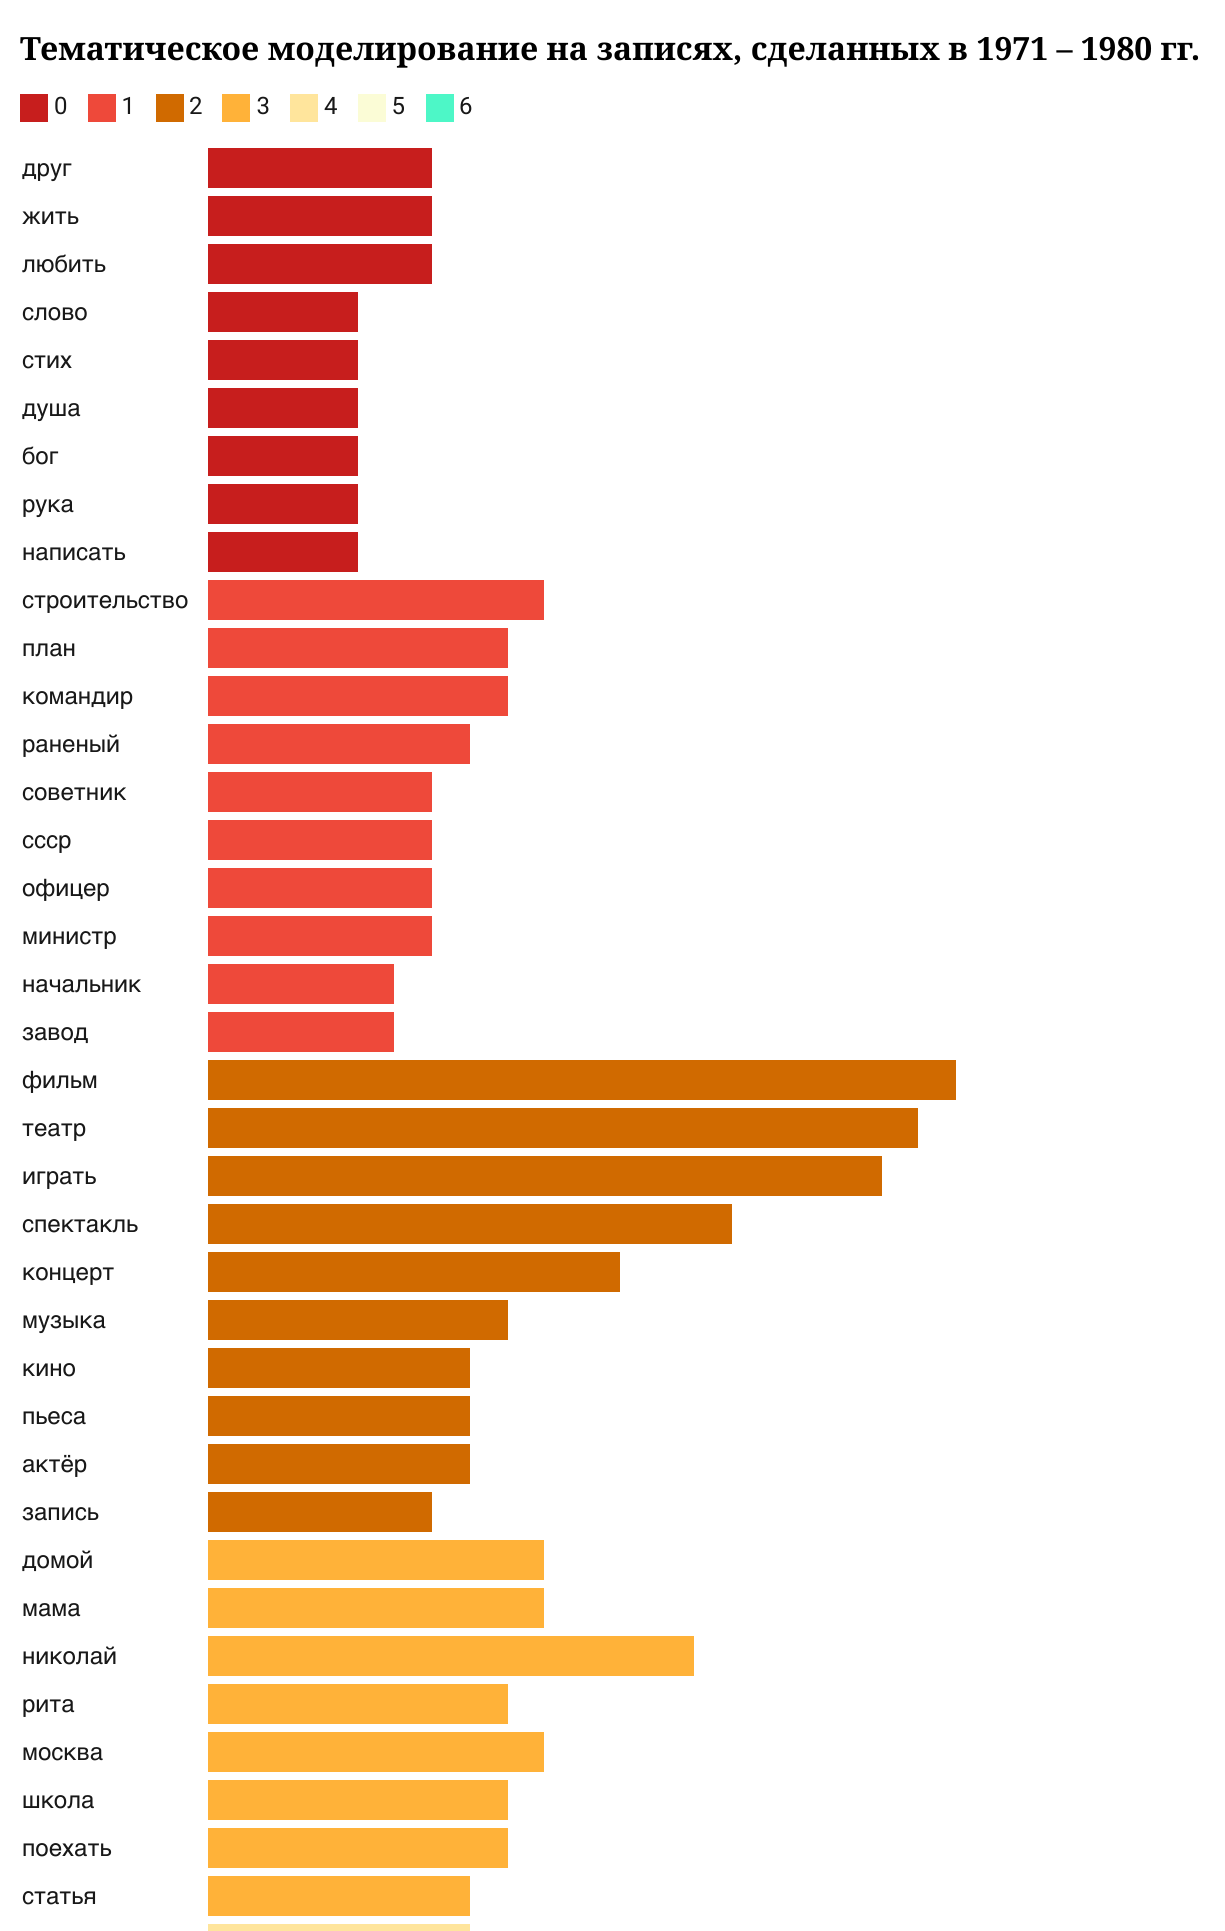 Тематическое моделирование на записях, сделанных в 1971 – 1980 гг.
0 1 2 3 4 5 6
друг
жить
любить
слово
стих
душа
бог
рука
написать
строительство
план
командир
раненый
советник
ссср
офицер
министр
начальник
завод
фильм
театр
играть
спектакль
концерт
музыка
кино
пьеса
актёр
запись
домой
мама
николай
рита
москва
школа
поехать
статья